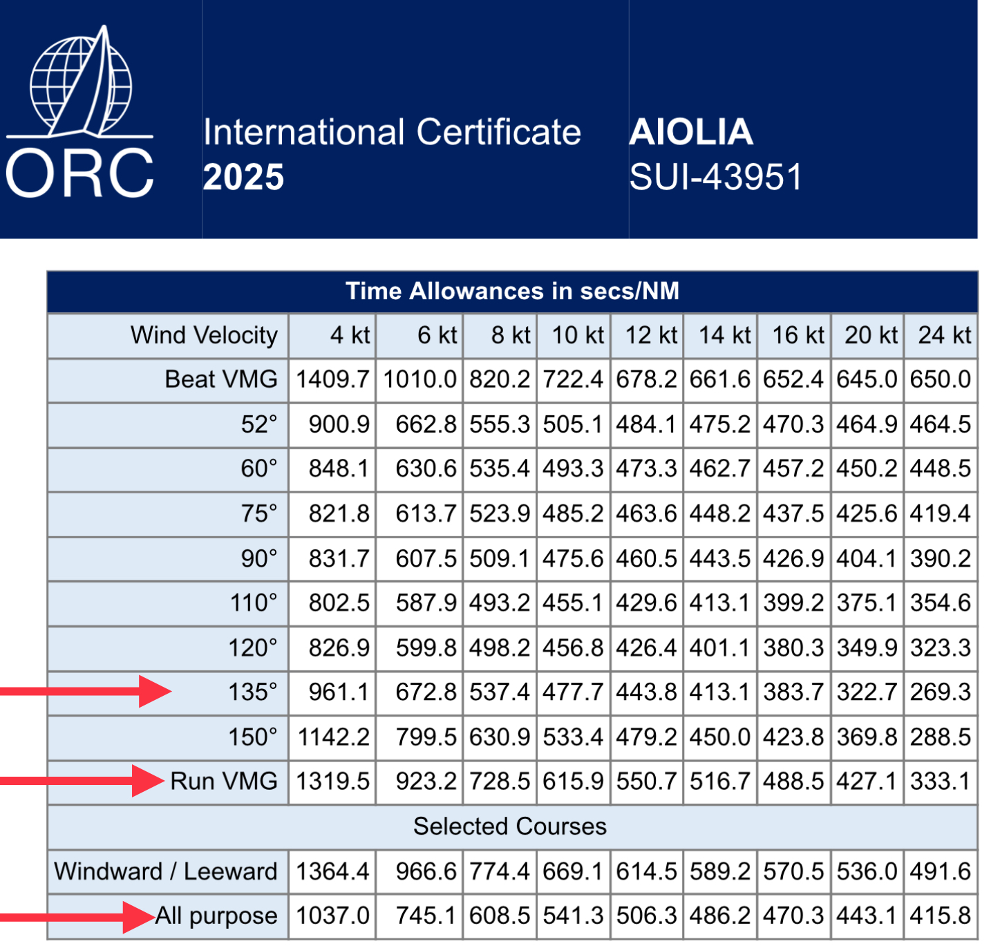 ORC
International Certificate
2025
AIOLIA
SUI-43951
Time Allowances in secs/NM
Wind Velocity 4 kt 6 kt 8 kt 10 kt 12 kt 14 kt 16 kt 20 kt 24 kt
Beat VMG 1409.7 1010.0 820.2 722.4 678.2 661.6 652.4 645.0 650.0
52° 900.9 662.8 555.3 505.1 484.1 475.2 470.3 464.9 464.5
60° 848.1 630.6 535.4 493.3 473.3 462.7 457.2 450.2 448.5
75° 821.8 613.7 523.9 485.2 463.6 448.2 437.5 425.6 419.4
90° 831.7 607.5 509.1 475.6 460.5 443.5 426.9 404.1 390.2
110° 802.5 587.9 493.2 455.1 429.6 413.1 399.2 375.1 354.6
120° 826.9 599.8 498.2 456.8 426.4 401.1 380.3 349.9 323.3
135° 961.1 672.8 537.4 477.7 443.8 413.1 383.7 322.7 269.3
150° 1142.2 799.5 630.9 533.4 479.2 450.0 423.8 369.8 288.5
Run VMG 1319.5 923.2 728.5 615.9 550.7 516.7 488.5 427.1 333.1
Selected Courses
Windward / Leeward 1364.4 966.6 774.4 669.1 614.5 589.2 570.5 536.0 491.6
All purpose 1037.0 745.1 608.5 541.3 506.3 486.2 470.3 443.1 415.8